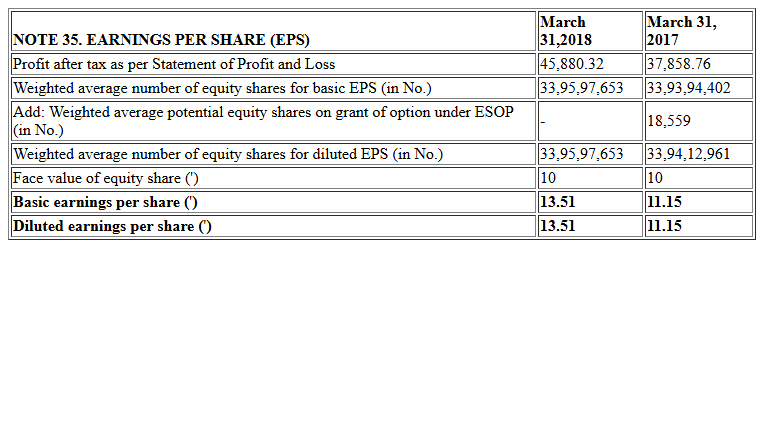 NOTE 35. EARNINGS PER SHARE (EPS) March 31,2018 March 31, 2017
Profit after tax as per Statement of Profit and Loss 45,880.32 37,858.76
Weighted average number of equity shares for basic EPS (in No.) 33,95,97,653 33,93,94,402
Add: Weighted average potential equity shares on grant of option under ESOP (in No.) - 18,559
Weighted average number of equity shares for diluted EPS (in No.) 33,95,97,653 33,94,12,961
Face value of equity share (') 10 10
Basic earnings per share (') 13.51 11.15
Diluted earnings per share (') 13.51 11.15